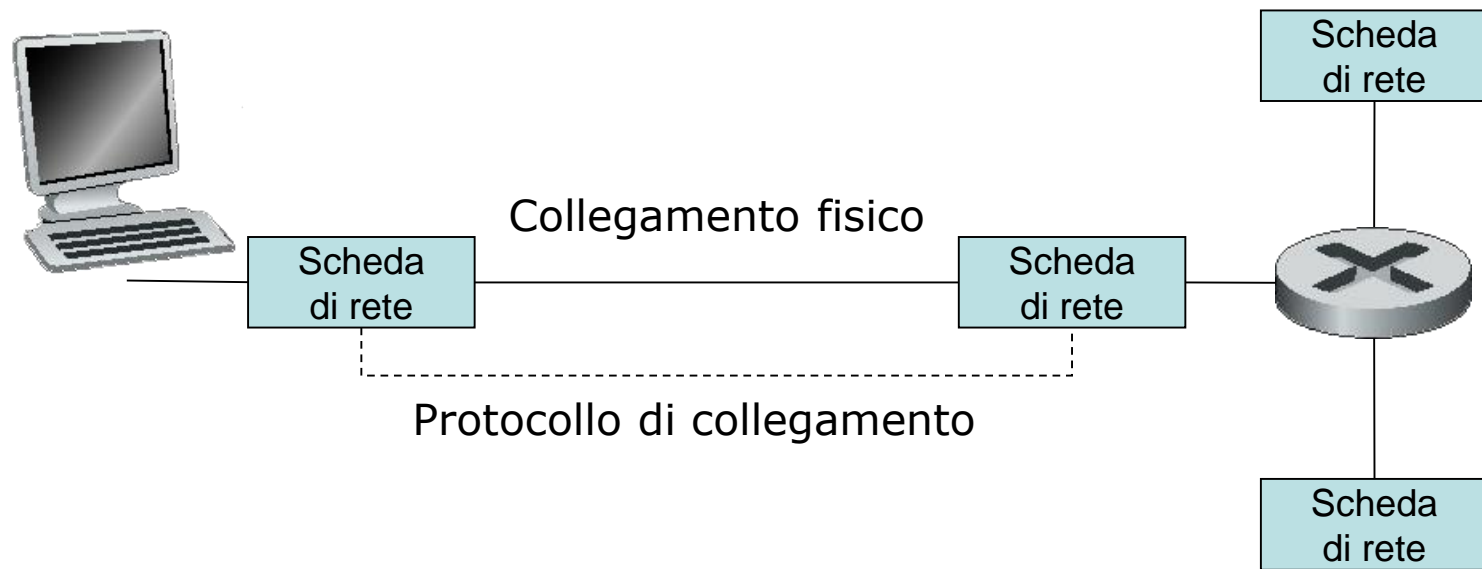 Scheda
di rete
Collegamento fisico
Scheda
di rete
Scheda
di rete
Protocollo di collegamento
Scheda
di rete